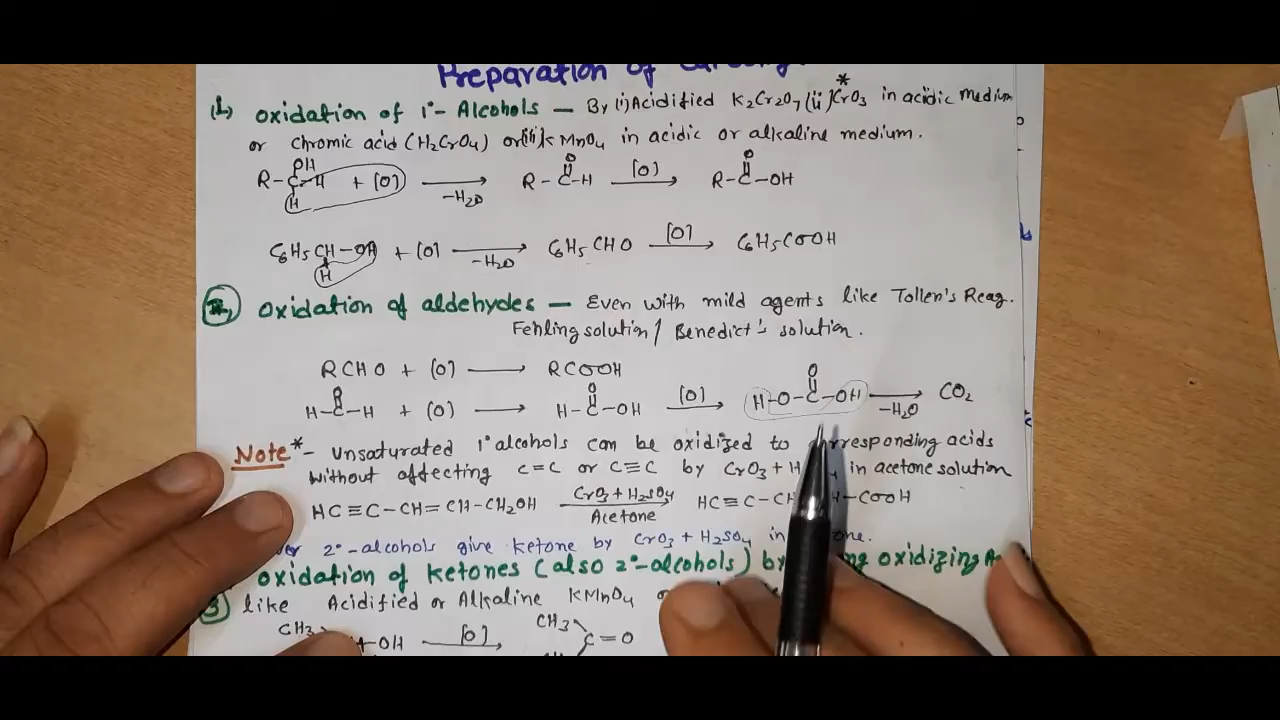 Preparation of
(1) oxidation of 1°- Alcohols — By (i) Acidified K2Cr2O7 (ii) *CrO3 in acidic medium
or chromic acid (H2CrO4) or (iii) KMnO4 in acidic or alkaline medium.
OH O O
R-C-H + [O] ⟶ R-C-H [O]⟶ R-C-OH
H -H2O
C6H5CH-OH + [O] ⟶ C6H5CHO [O]⟶ C6H5COOH
H -H2O
2. oxidation of aldehydes — Even with mild agents like Tollen's Reag.
Fehling solution / Benedict's solution.
RCHO + [O] ⟶ RCOOH
O O O
H-C-H + [O] ⟶ H-C-OH [O]⟶ H-O-C-OH ⟶ CO2
-H2O
Note*- Unsaturated 1° alcohols can be oxidized to corresponding acids
without affecting C=C or C≡C by CrO3 + H in acetone solution
HC≡C-CH=CH-CH2OH CrO3+H2SO4⟶ HC≡C-CH H-COOH
Acetone
2°-alcohols give ketone by CrO3 + H2SO4 in
3 oxidation of ketones (also 2°-alcohols) by oxidizing
like Acidified or Alkaline KMnO4
CH3 CH3
-OH [O]⟶ C=O